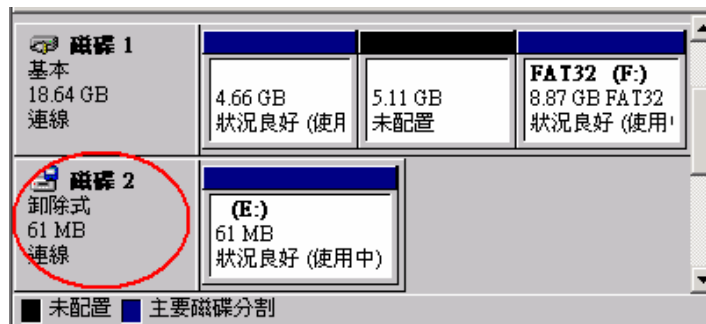 磁碟 1
基本
18.64 GB
連線
4.66 GB
狀況良好 (使用
5.11 GB
未配置
FAT32 (F:)
8.87 GB FAT32
狀況良好 (使用
磁碟 2
卸除式
61 MB
連線
(E:)
61 MB
狀況良好 (使用中)
未配置 主要磁碟分割